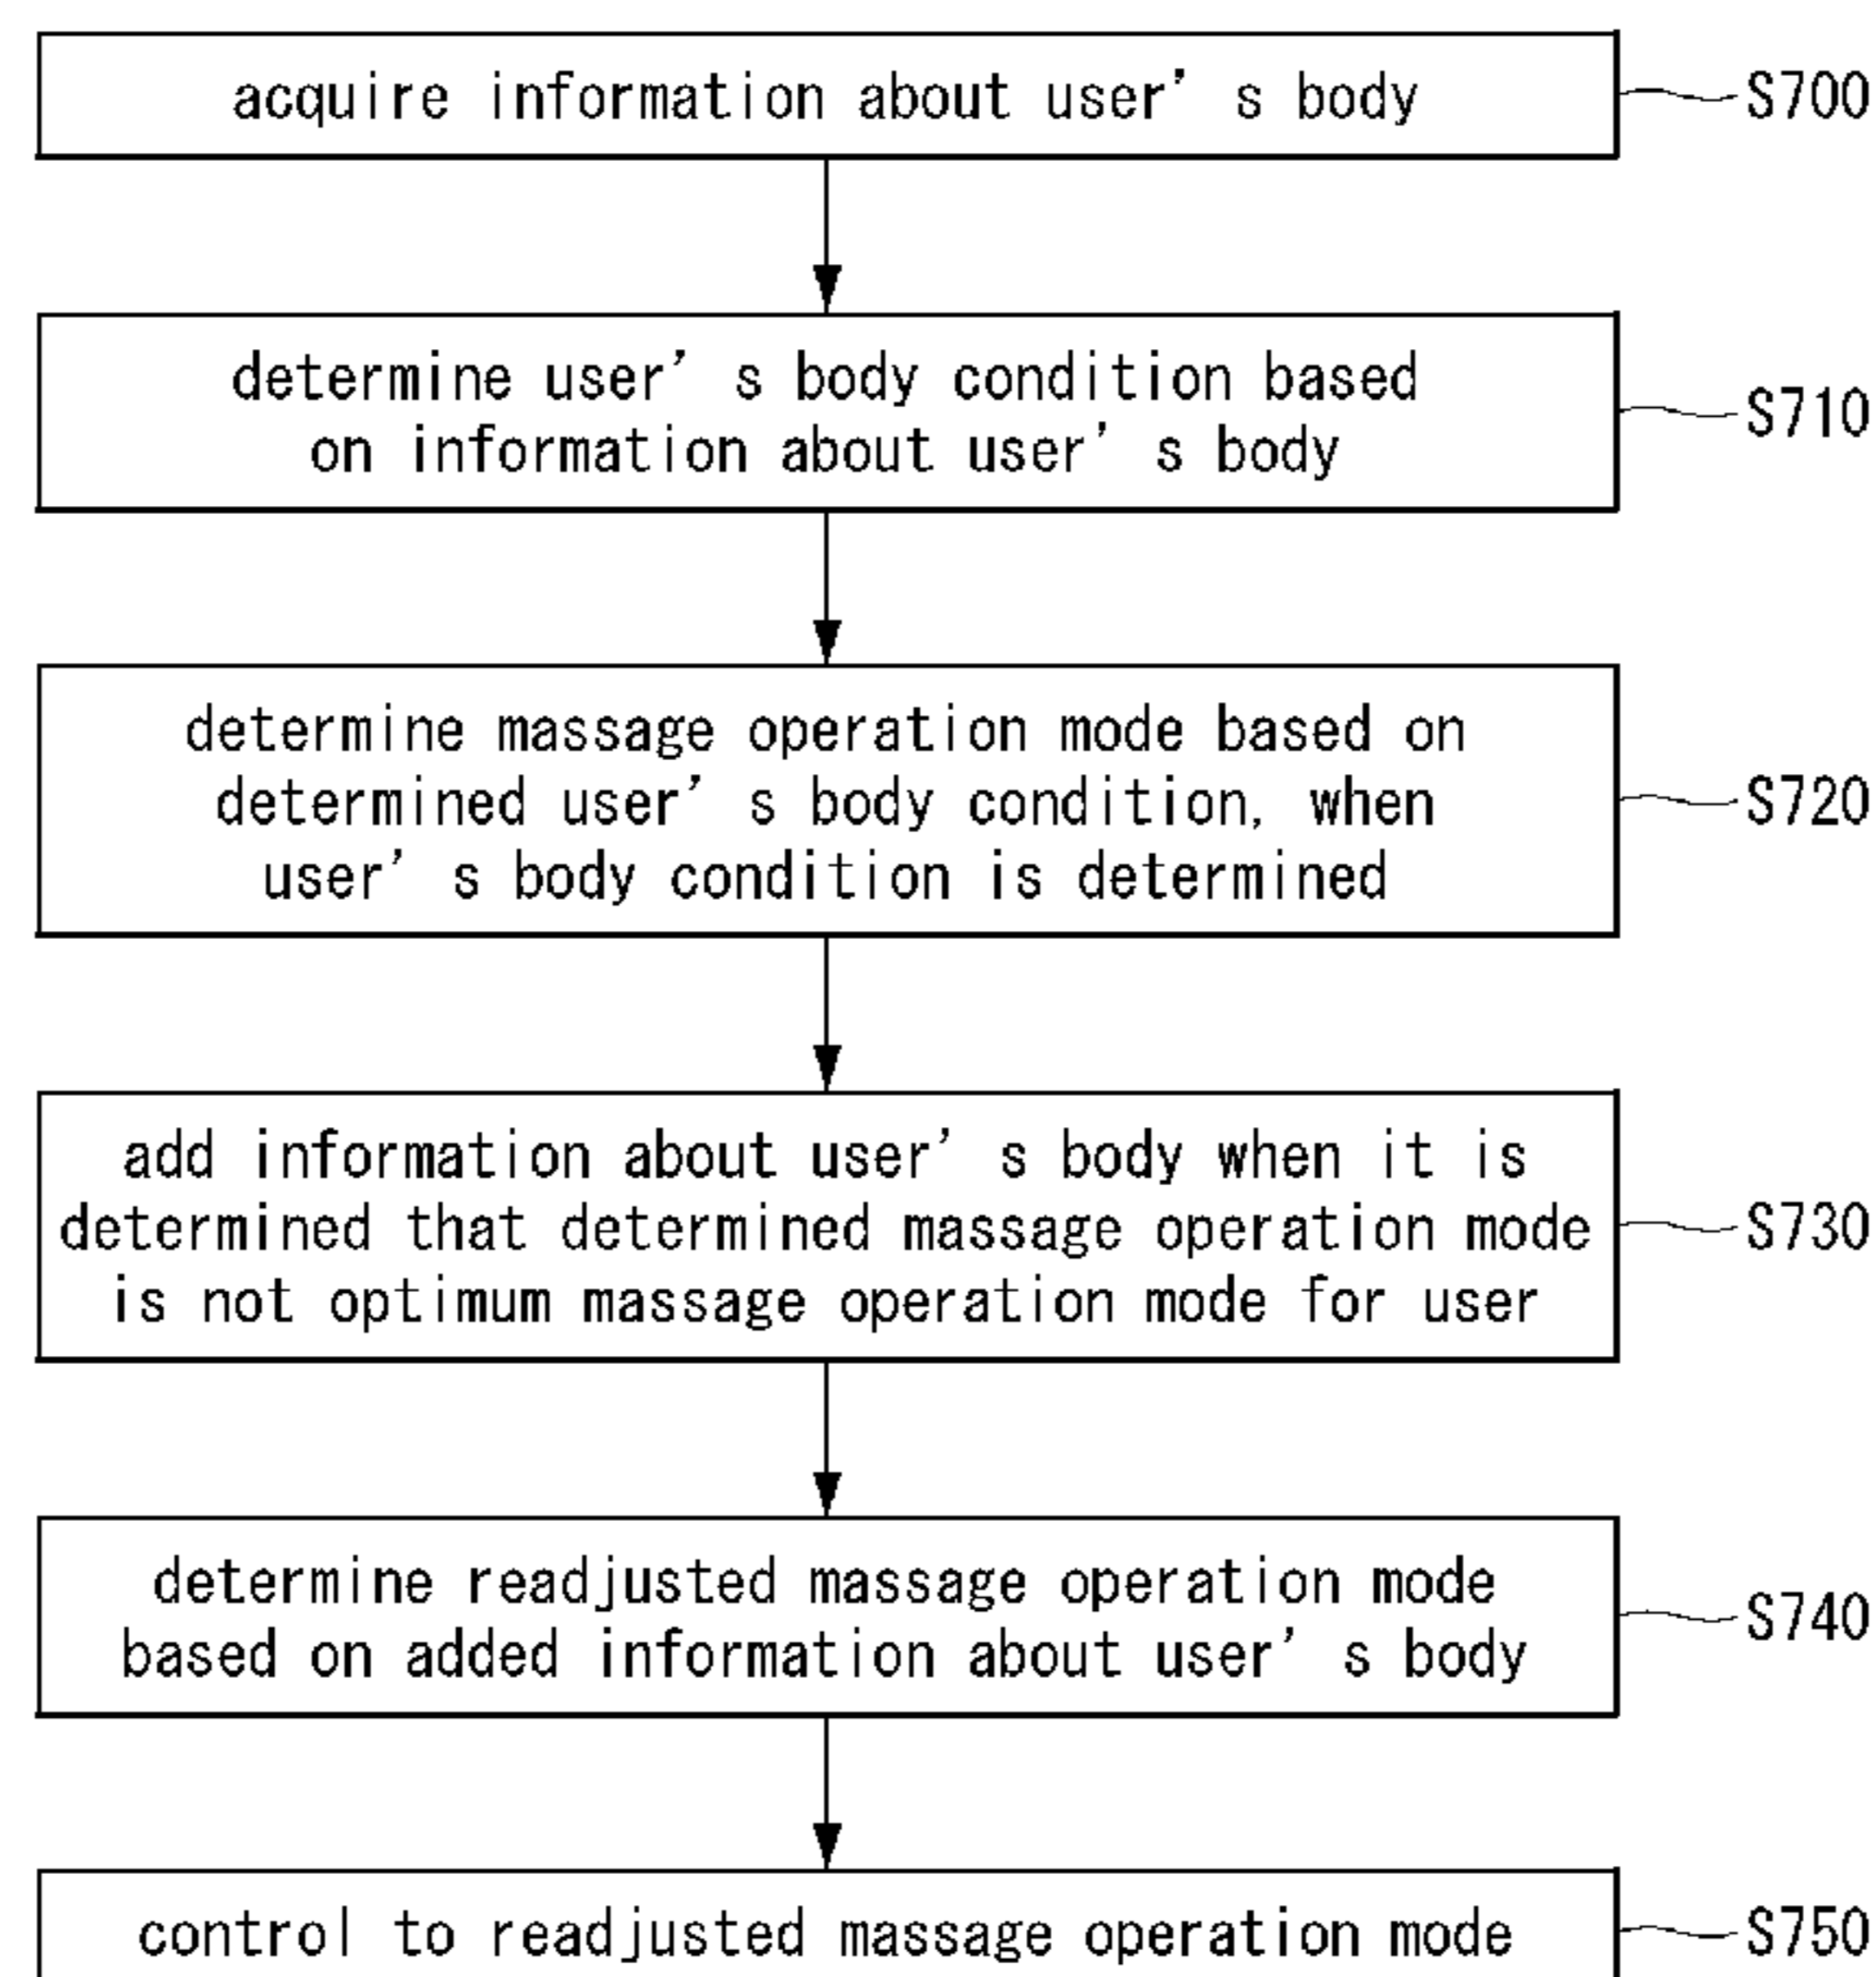 acquire information about user's body
S700
determine user's body condition based
on information about user's body
S710
determine massage operation mode based on
determined user's body condition, when
user's body condition is determined
S720
add information about user's body when it is
determined that determined massage operation mode
is not optimum massage operation mode for user
S730
determine readjusted massage operation mode
based on added information about user's body
S740
control to readjusted massage operation mode
S750